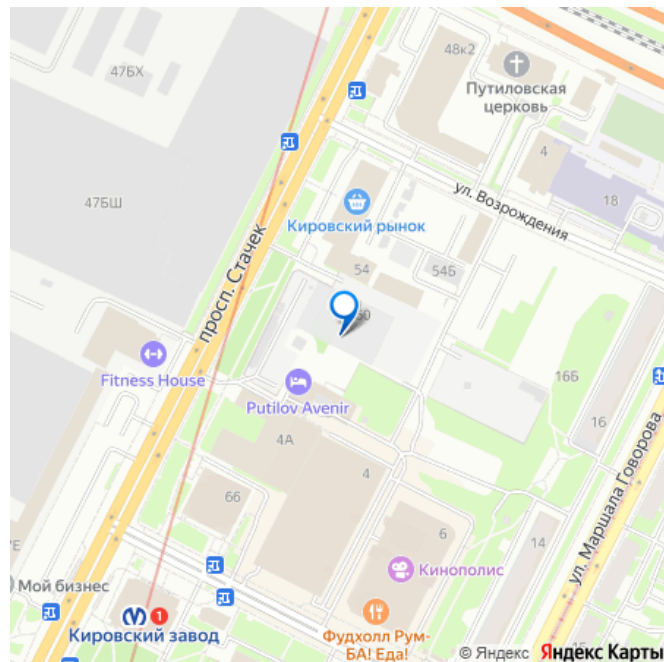 48к2
47БХ
Путиловская
церковь
4
47БШ
18
ул. Возрождения
Кировский рынок
просп. Стачек
54
54Б
Fitness House
Putilov Avenir
16Б
16
4А
4
66
6
14
ул. Маршала Говорова
Кинополис
Мой бизнес
1
Кировский завод
Фудхолл Рум-
БА! Еда!
© Яндекс Яндекс Карты